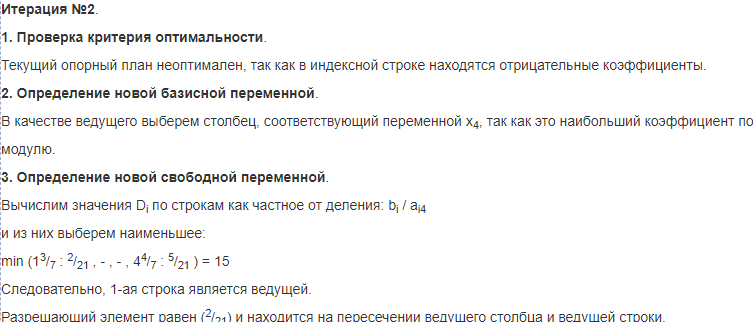 Итерация №2.
1. Проверка критерия оптимальности.
Текущий опорный план неоптимален, так как в индексной строке находятся отрицательные коэффициенты.
2. Определение новой базисной переменной.
В качестве ведущего выберем столбец, соответствующий переменной x4, так как это наибольший коэффициент по
модулю.
3. Определение новой свободной переменной.
Вычислим значения Di по строкам как частное от деления: bi / ai4
и из них выберем наименьшее:
min (1 3/7 : 2/21 , - , - , 4 4/7 : 5/21 ) = 15
Следовательно, 1-ая строка является ведущей.
Разрешающий элемент равен (2/21) и находится на пересечении ведущего столбца и ведущей строки.